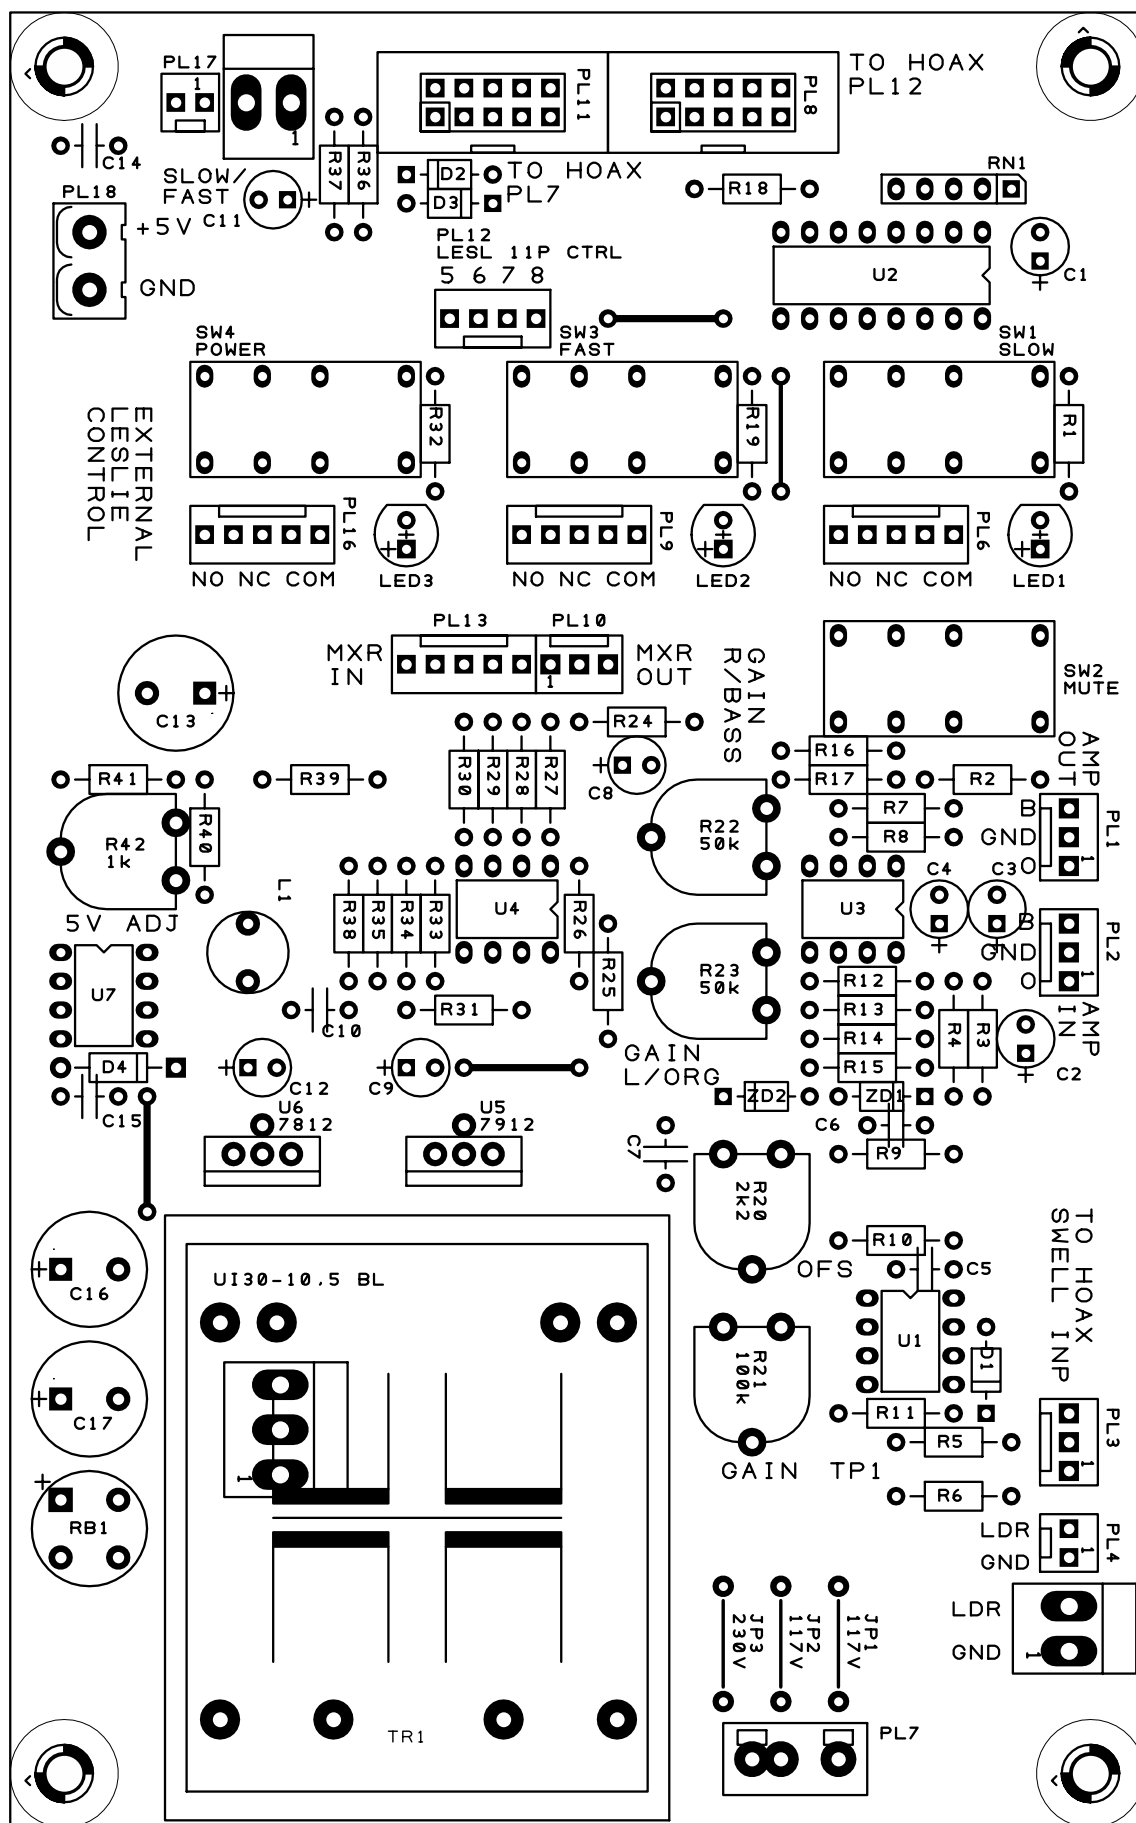 PL17
1
1
PL11
PL8
TO HOAX
PL12
C14
SLOW/
FAST
C11
R37
R36
D2
D3
TO HOAX
PL7
R18
RN1
PL18
+5V
GND
PL12
LESL 11P CTRL
5 6 7 8
U2
C1
SW4
POWER
SW3
FAST
SW1
SLOW
EXTERNAL
LESLIE
CONTROL
R32
R19
R1
PL16
PL9
PL6
NO NC COM
LED3
NO NC COM
LED2
NO NC COM
LED1
PL13
PL10
MXR
IN
1
MXR
OUT
GAIN
R/BASS
SW2
MUTE
C13
R24
C8
R16
R17
R2
AMP
OUT
R41
R39
R30
R29
R28
R27
R7
R8
B
GND
O
1
PL1
R42
1k
R40
R22
50k
5V ADJ
L1
R38
R35
R34
R33
U4
R26
R25
U3
C4
C3
B
GND
O
1
PL2
U7
C10
R31
R23
50k
R12
R13
R14
R15
R4
R3
AMP
IN
C2
D4
C15
C12
C9
GAIN
L/ORG
ZD2
ZD1
U6
7812
U5
7912
C7
C6
R9
R20
2k2
OFS
R10
C5
TO HOAX
SWELL INP
C16
UI30-10.5 BL
U1
D1
R21
100k
C17
1
R11
R5
PL3
1
GAIN
TP1
R6
RB1
LDR
GND
1
PL4
LDR
GND
1
JP3
230V
JP2
117V
JP1
117V
TR1
PL7